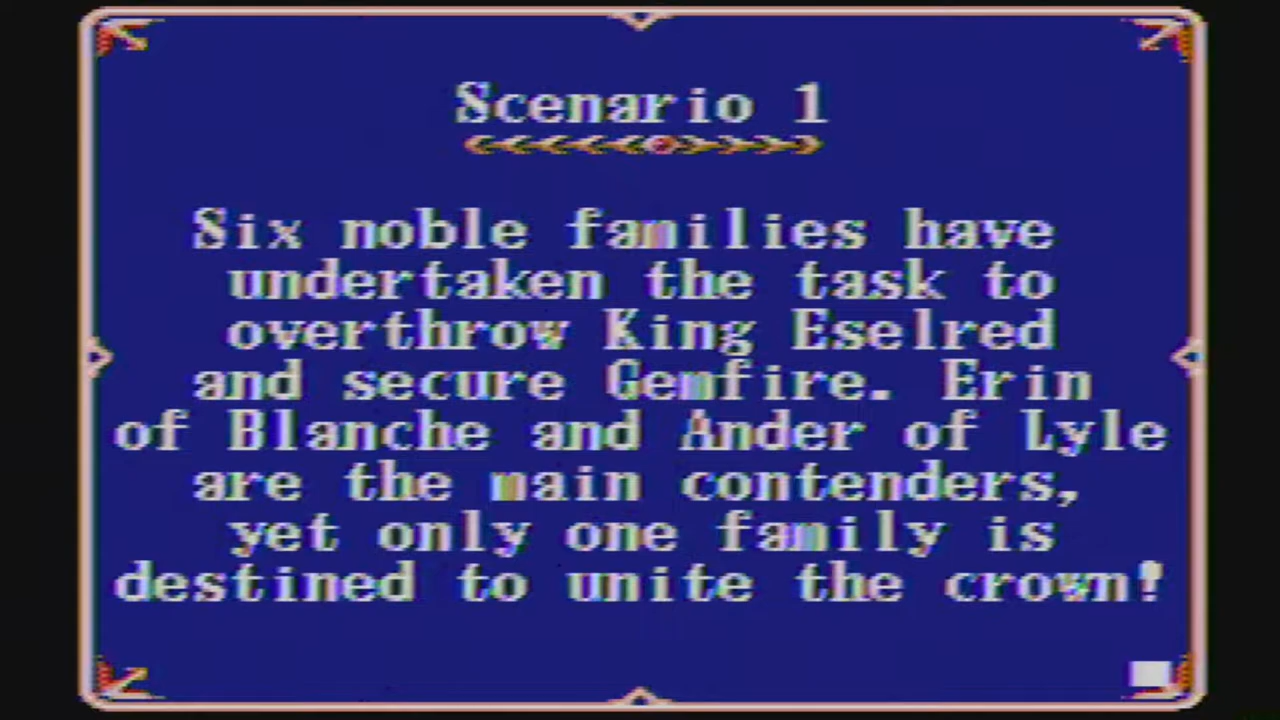 Scenario 1
Six noble families have
undertaken the task to
overthrow King Eselred
and secure Gemfire. Erin
of Blanche and Ander of Lyle
are the main contenders,
yet only one family is
destined to unite the crown!